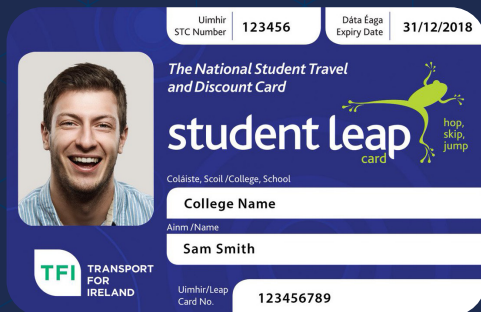 Uimhir
STC Number
123456
Dáta Éaga
Expiry Date
31/12/2018
The National Student Travel
and Discount Card
student leap
card
hop,
skip,
jump
Coláiste, Scoil /College, School
College Name
Ainm /Name
Sam Smith
TFI
TRANSPORT
FOR
IRELAND
Uimhir/Leap
Card No.
123456789